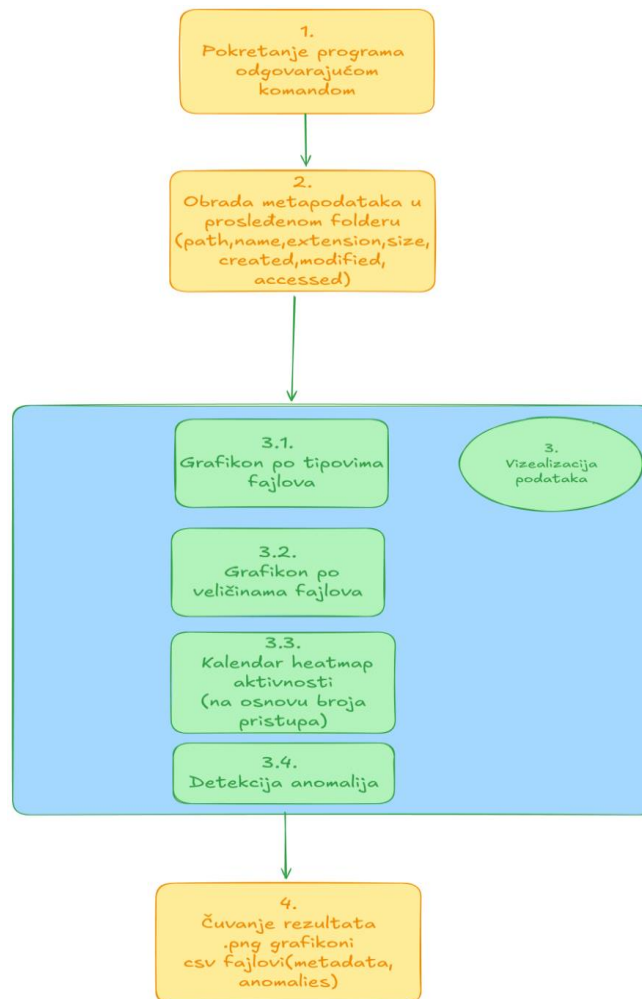 1.
Pokretanje programa
odgovarajućom
komandom
2.
Obrada metapodataka u
prosleđenom folderu
(path,name,extension,size,
created,modified,
accessed)
3.1.
Grafikon po tipovima
fajlova
3.
Vizealizacija
podataka
3.2.
Grafikon po
veličinama fajlova
3.3.
Kalendar heatmap
aktivnosti
(na osnovu broja
pristupa)
3.4.
Detekcija anomalija
4.
Čuvanje rezultata
.png grafikoni
csv fajlovi(metadata,
anomalies)